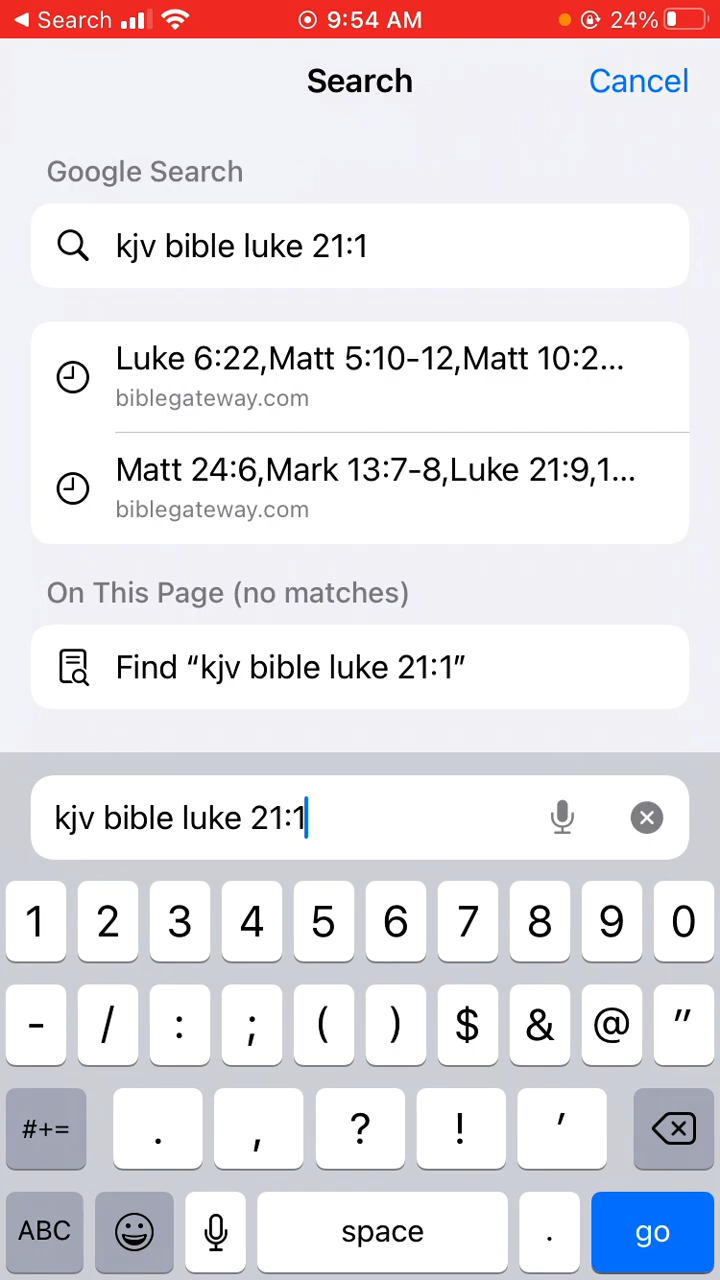 ◀ Search 9:54 AM 24%
Search Cancel
Google Search
kjv bible luke 21:1
Luke 6:22,Matt 5:10-12,Matt 10:2...
biblegateway.com
Matt 24:6,Mark 13:7-8,Luke 21:9,1...
biblegateway.com
On This Page (no matches)
Find “kjv bible luke 21:1”
kjv bible luke 21:1
1 2 3 4 5 6 7 8 9 0
- / : ; ( ) $ & @ "
#+= . , ? ! '
ABC space . go